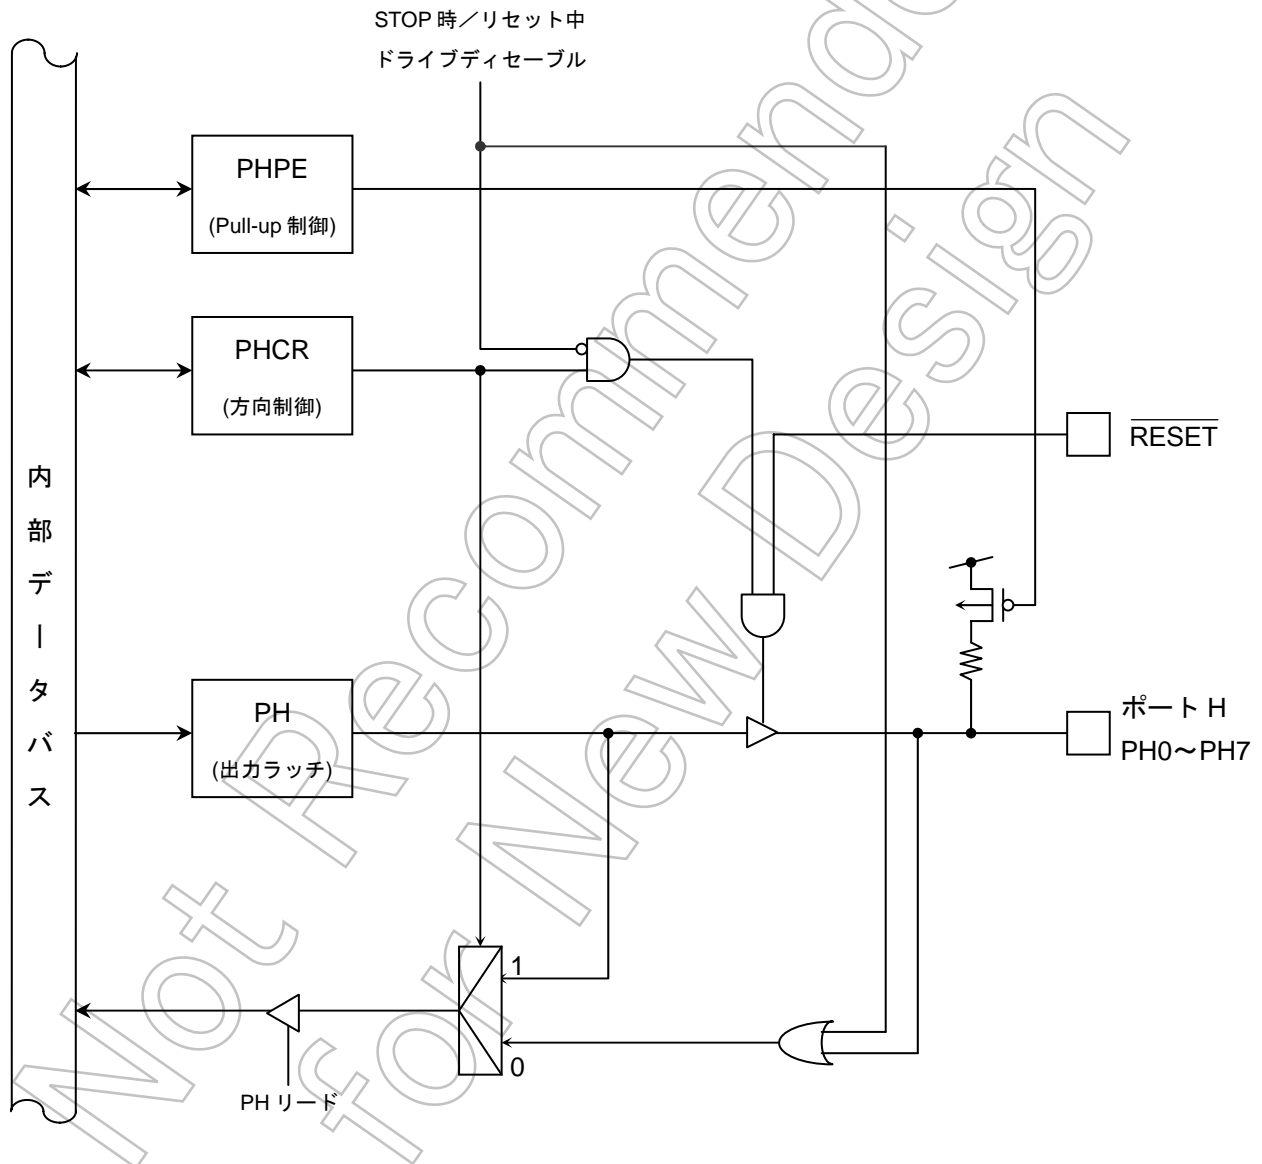 STOP 時／リセット中
ドライブディセーブル
PHPE
(Pull-up 制御)
PHCR
(方向制御)
RESET
内部データバス
PH
(出力ラッチ)
ポート H
PH0～PH7
1
0
PH リード
Not Recommended
for New Design